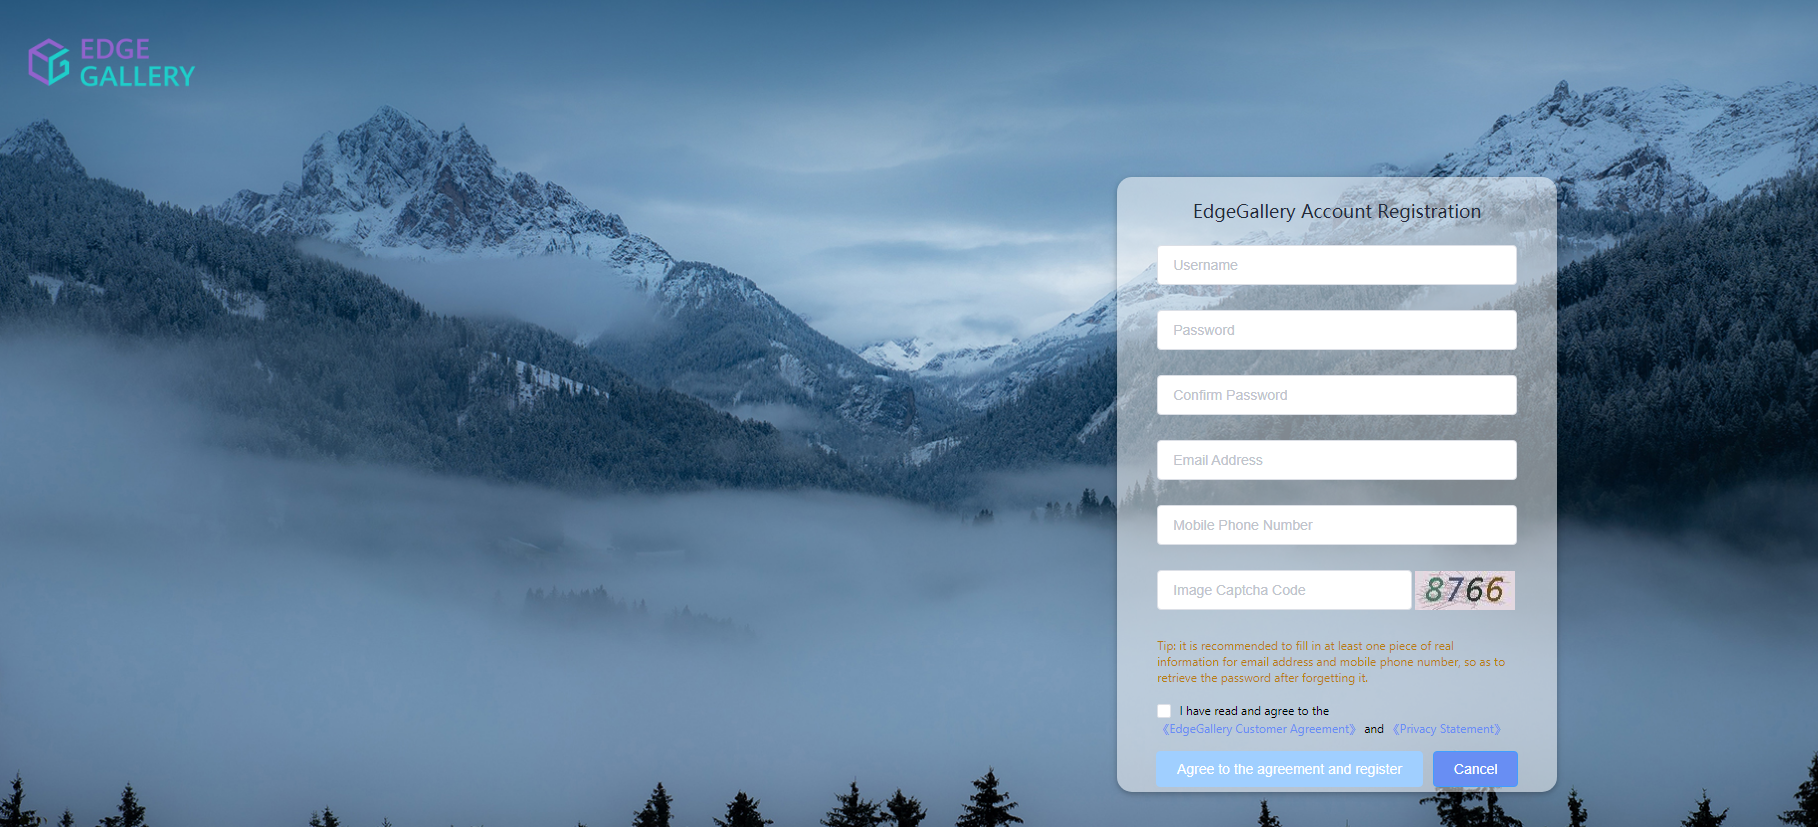 EDGE
GALLERY
EdgeGallery Account Registration
Username
Password
Confirm Password
Email Address
Mobile Phone Number
Image Captcha Code
8766
Tip: it is recommended to fill in at least one piece of real
information for email address and mobile phone number, so as to
retrieve the password after forgetting it.
I have read and agree to the
《EdgeGallery Customer Agreement》 and 《Privacy Statement》
Agree to the agreement and register
Cancel